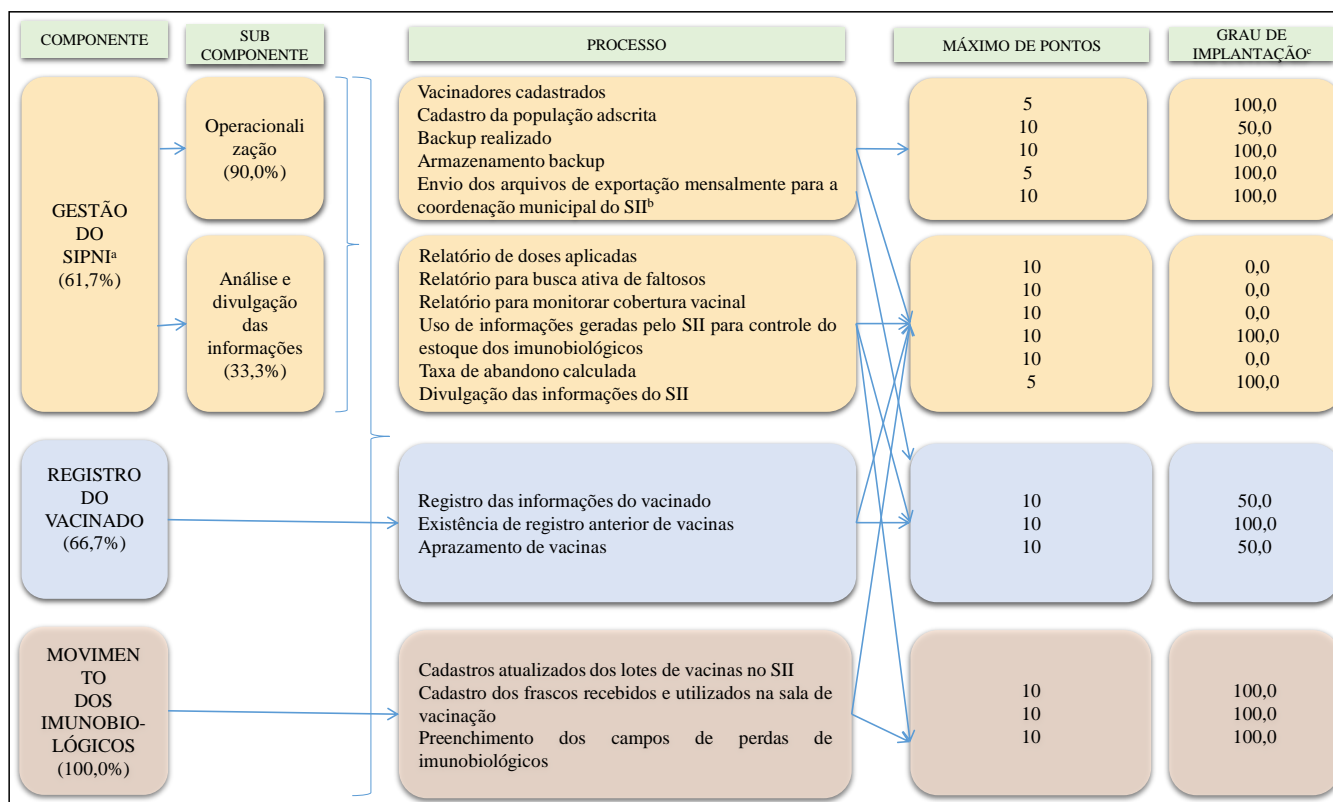 COMPONENTE
SUB
COMPONENTE
PROCESSO
MÁXIMO DE PONTOS
GRAU DE
IMPLANTAÇÃOᶜ
GESTÃO
DO
SIPNIᵃ
(61,7%)
Operacionali
zação
(90,0%)
Vacinadores cadastrados
Cadastro da população adscrita
Backup realizado
Armazenamento backup
Envio dos arquivos de exportação mensalmente para a
coordenação municipal do SIIᵇ
5
10
10
5
10
100,0
50,0
100,0
100,0
100,0
Análise e
divulgação
das
informações
(33,3%)
Relatório de doses aplicadas
Relatório para busca ativa de faltosos
Relatório para monitorar cobertura vacinal
Uso de informações geradas pelo SII para controle do
estoque dos imunobiológicos
Taxa de abandono calculada
Divulgação das informações do SII
10
10
10
10
10
5
0,0
0,0
0,0
100,0
0,0
100,0
REGISTRO
DO
VACINADO
(66,7%)
Registro das informações do vacinado
Existência de registro anterior de vacinas
Aprazamento de vacinas
10
10
10
50,0
100,0
50,0
MOVIMEN
TO
DOS
IMUNOBIO-
LÓGICOS
(100,0%)
Cadastros atualizados dos lotes de vacinas no SII
Cadastro dos frascos recebidos e utilizados na sala de
vacinação
Preenchimento dos campos de perdas de
imunobiológicos
10
10
10
100,0
100,0
100,0